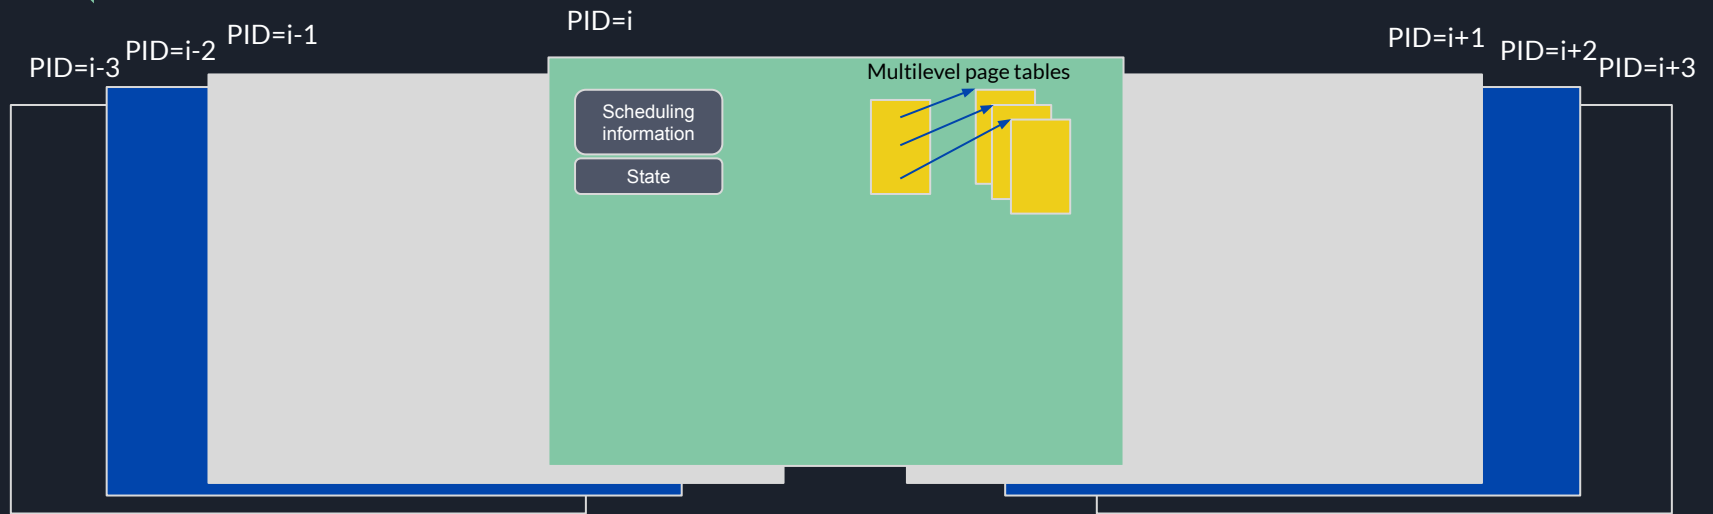 PID=i-3
PID=i-2
PID=i-1
PID=i
PID=i+1
PID=i+2
PID=i+3
Scheduling
information
State
Multilevel page tables